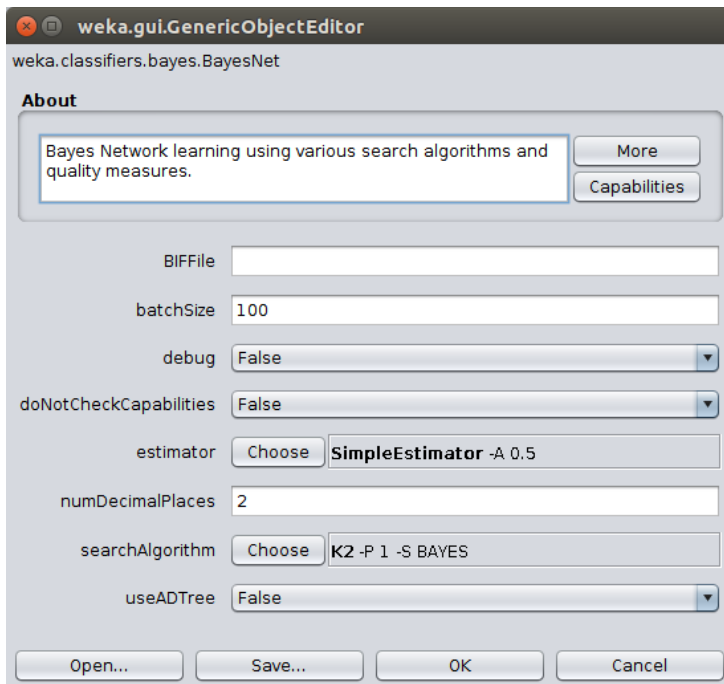 weka.gui.GenericObjectEditor
weka.classifiers.bayes.BayesNet
About
Bayes Network learning using various search algorithms and
quality measures.
More
Capabilities
BIFFile
batchSize 100
debug False
doNotCheckCapabilities False
estimator Choose SimpleEstimator -A 0.5
numDecimalPlaces 2
searchAlgorithm Choose K2 -P 1 -S BAYES
useADTree False
Open... Save... OK Cancel